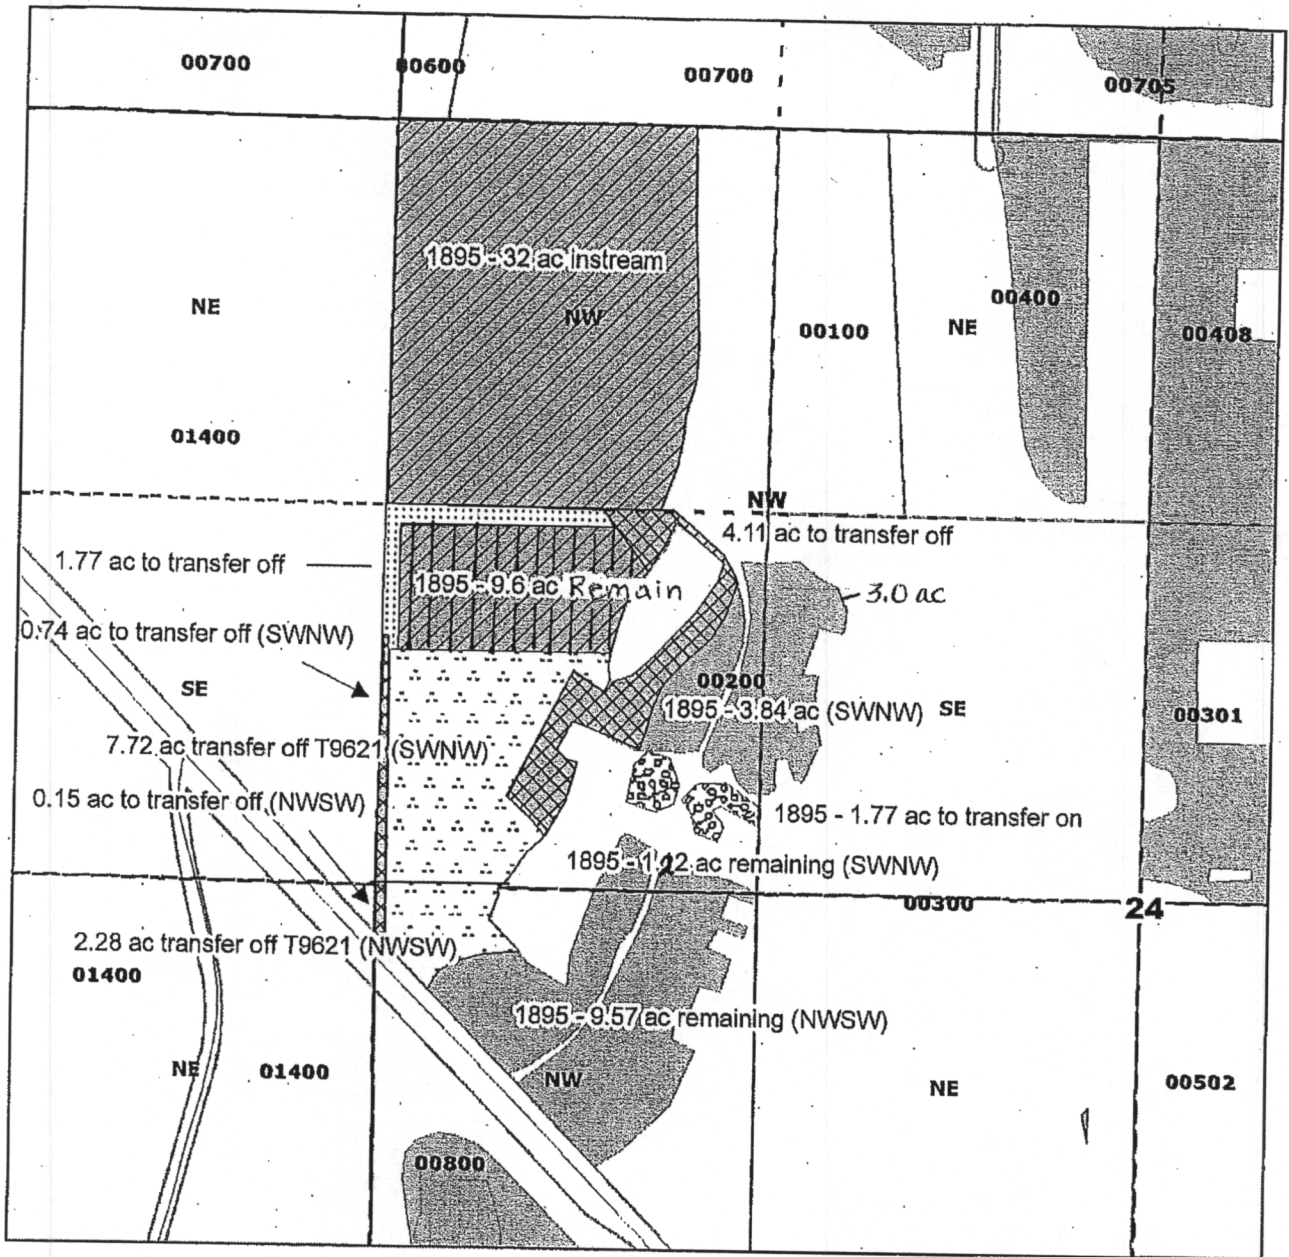 00700
00600
00700
00705
1895 - 32 ac Instream
NE
NW
00400
00100
NE
00408
01400
NW
4.11 ac to transfer off
1.77 ac to transfer off
1895 - 9.6 ac Remain
3.0 ac
0.74 ac to transfer off (SWNW)
00200
SE
1895 - 3.84 ac (SWNW)
SE
00301
7.72 ac transfer off T9621 (SWNW)
0.15 ac to transfer off (NWSW)
1895 - 1.77 ac to transfer on
1895 - 1.12 ac remaining (SWNW)
00300
24
2.28 ac transfer off T9621 (NWSW)
01400
1895 - 9.57 ac remaining (NWSW)
NE
01400
NW
NE
00502
00800